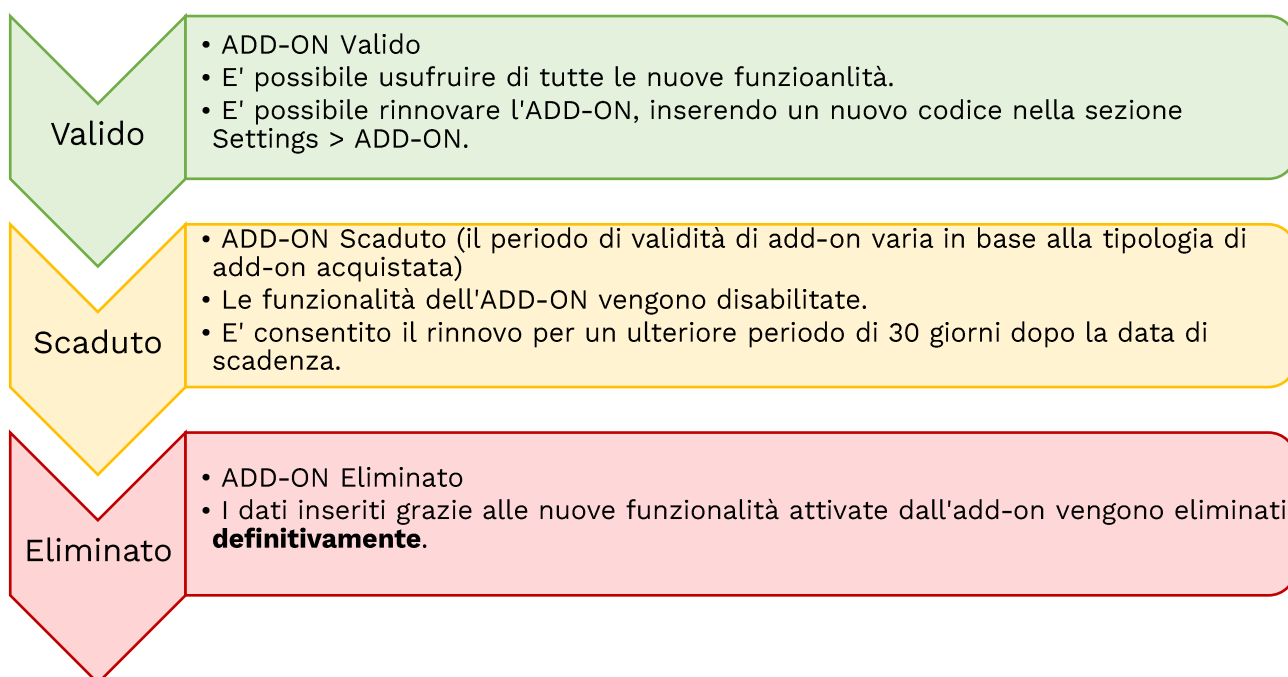 Valido
• ADD-ON Valido
• E' possibile usufruire di tutte le nuove funzioanlità.
• E' possibile rinnovare l'ADD-ON, inserendo un nuovo codice nella sezione
Settings > ADD-ON.
Scaduto
• ADD-ON Scaduto (il periodo di validità di add-on varia in base alla tipologia di
add-on acquistata)
• Le funzionalità dell'ADD-ON vengono disabilitate.
• E' consentito il rinnovo per un ulteriore periodo di 30 giorni dopo la data di
scadenza.
Eliminato
• ADD-ON Eliminato
• I dati inseriti grazie alle nuove funzionalità attivate dall'add-on vengono eliminati
definitivamente.